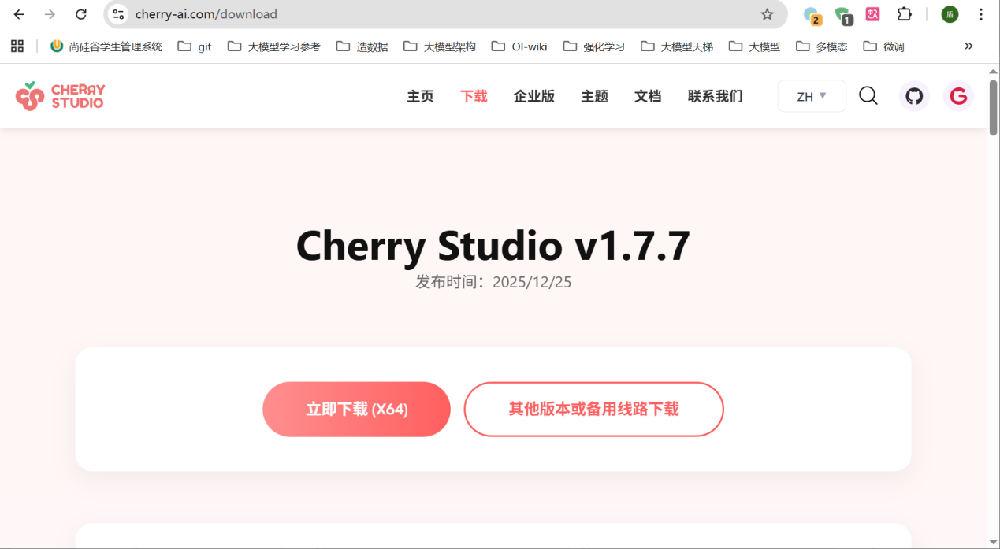 cherry-ai.com/download
2
1
盾
尚硅谷学生管理系统 git 大模型学习参考 造数据 大模型架构 OI-wiki 强化学习 大模型天梯 大模型 多模态 微调
CHERRY
STUDIO
主页 下载 企业版 主题 文档 联系我们 ZH
Cherry Studio v1.7.7
发布时间：2025/12/25
立即下载 (X64) 其他版本或备用线路下载